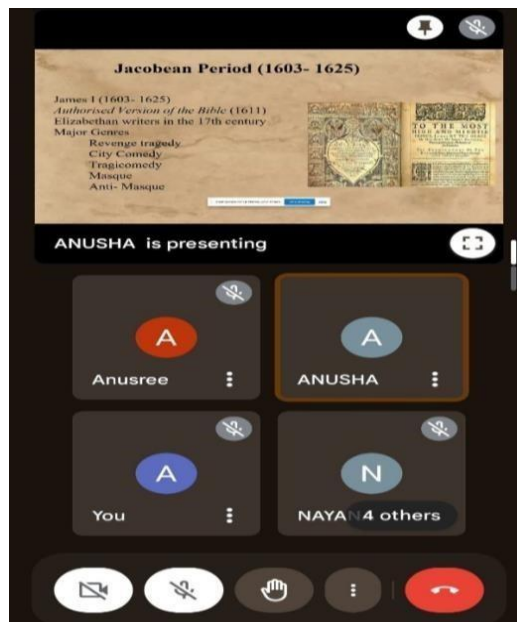 Jacobean Period (1603- 1625)
James I (1603- 1625)
Authorised Version of the Bible (1611)
Elizabethan writers in the 17th century
Major Genres
Revenge tragedy
City Comedy
Tragicomedy
Masque
Anti- Masque
TO THE MOST
ANUSHA is presenting
A
Anusree
A
ANUSHA
A
You
N
NAYAN
4 others